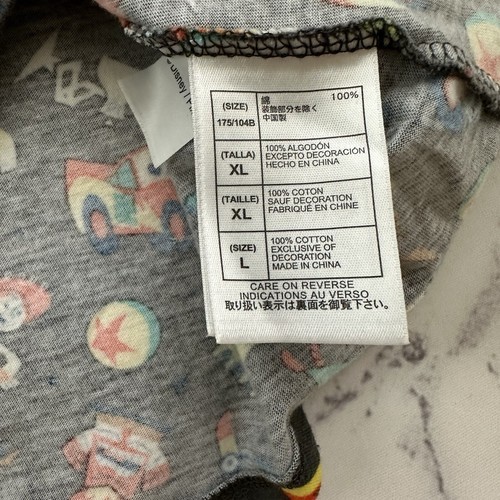 © Disney | P
(SIZE)
175/104B
綿 100%
装飾部分を除く
中国製
(TALLA)
XL
100% ALGODÓN
EXCEPTO DECORACIÓN
HECHO EN CHINA
(TAILLE)
XL
100% COTON
SAUF DECORATION
FABRIQUÉ EN CHINE
(SIZE)
L
100% COTTON
EXCLUSIVE OF
DECORATION
MADE IN CHINA
CARE ON REVERSE
INDICATIONS AU VERSO
取り扱い表示は裏面を御覧下さい。